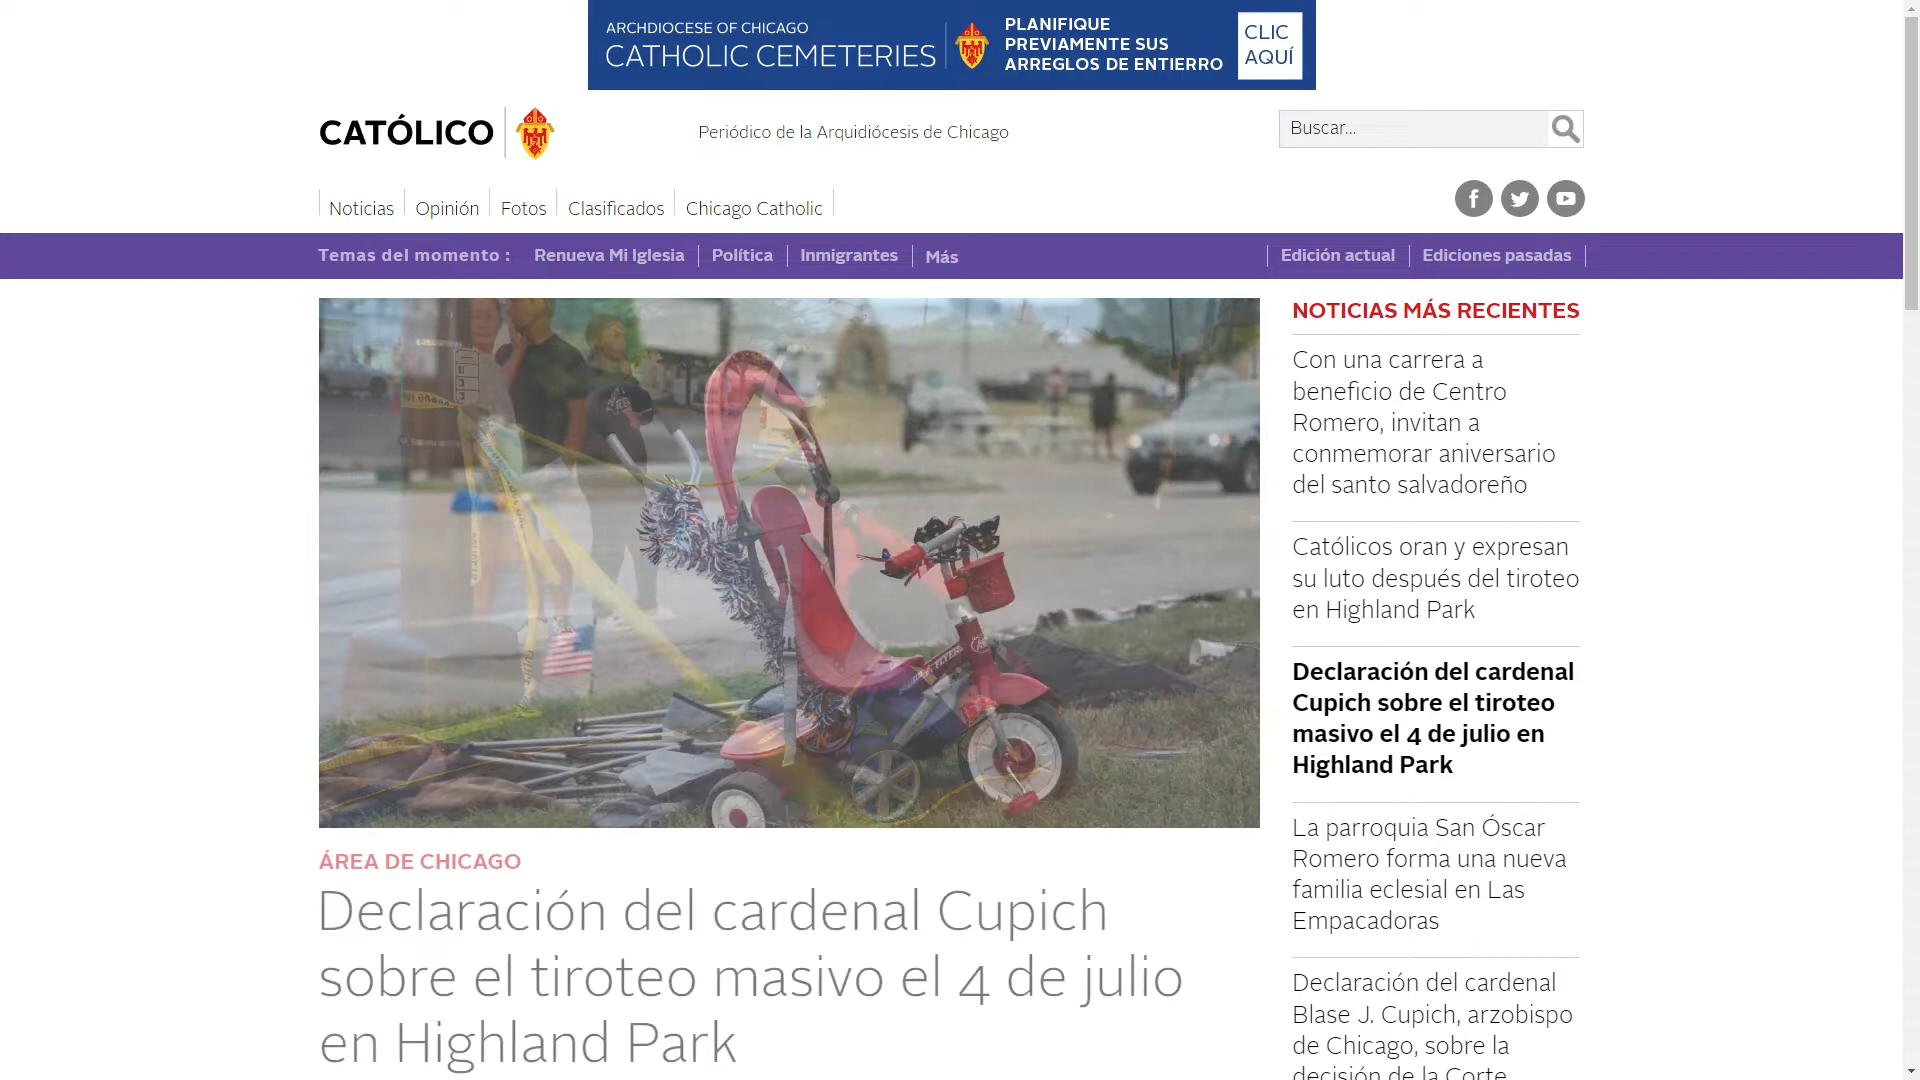 ARCHDIOCESE OF CHICAGO
CATHOLIC CEMETERIES
PLANIFIQUE
PREVIAMENTE SUS
ARREGLOS DE ENTIERRO
CLIC
AQUÍ
CATÓLICO
Periódico de la Arquidiócesis de Chicago
Buscar...
Noticias
Opinión
Fotos
Clasificados
Chicago Catholic
Temas del momento :
Renueva Mi Iglesia
Política
Inmigrantes
Más
Edición actual
Ediciones pasadas
ÁREA DE CHICAGO
Declaración del cardenal Cupich
sobre el tiroteo masivo el 4 de julio
en Highland Park
NOTICIAS MÁS RECIENTES
Con una carrera a
beneficio de Centro
Romero, invitan a
conmemorar aniversario
del santo salvadoreño
Católicos oran y expresan
su luto después del tiroteo
en Highland Park
Declaración del cardenal
Cupich sobre el tiroteo
masivo el 4 de julio en
Highland Park
La parroquia San Óscar
Romero forma una nueva
familia eclesial en Las
Empacadoras
Declaración del cardenal
Blase J. Cupich, arzobispo
de Chicago, sobre la
decisión de la Corte